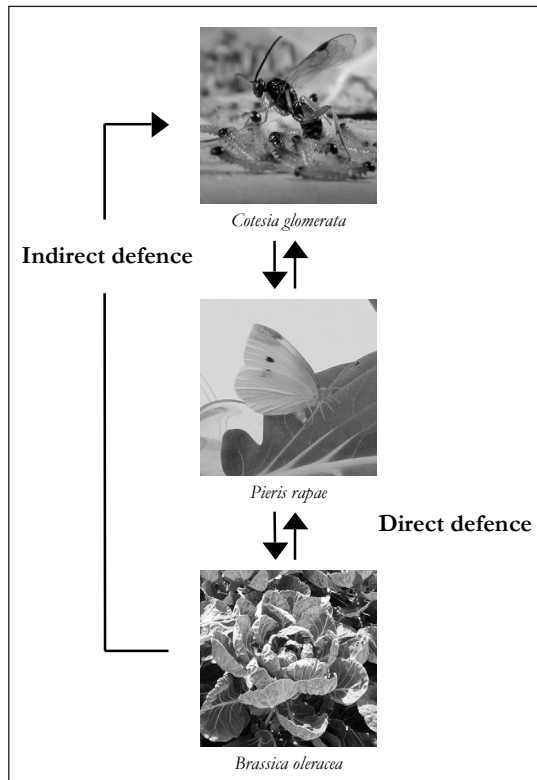 Cotesia glomerata
Indirect defence
Pieris rapae
Direct defence
Brassica oleracea